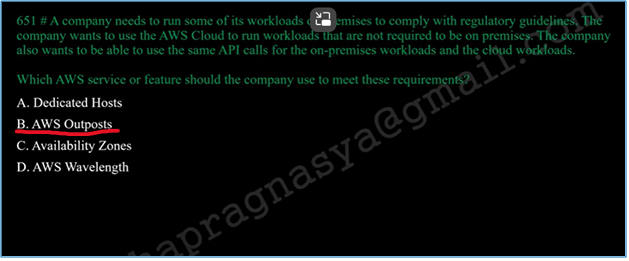 651 # A company needs to run some of its workloads premises to comply with regulatory guidelines. The
company wants to use the AWS Cloud to run workloads that are not required to be on premises. The company
also wants to be able to use the same API calls for the on-premises workloads and the cloud workloads.
Which AWS service or feature should the company use to meet these requirements?
A. Dedicated Hosts
B. AWS Outposts
C. Availability Zones
D. AWS Wavelength
hapragnasya@gmail.com